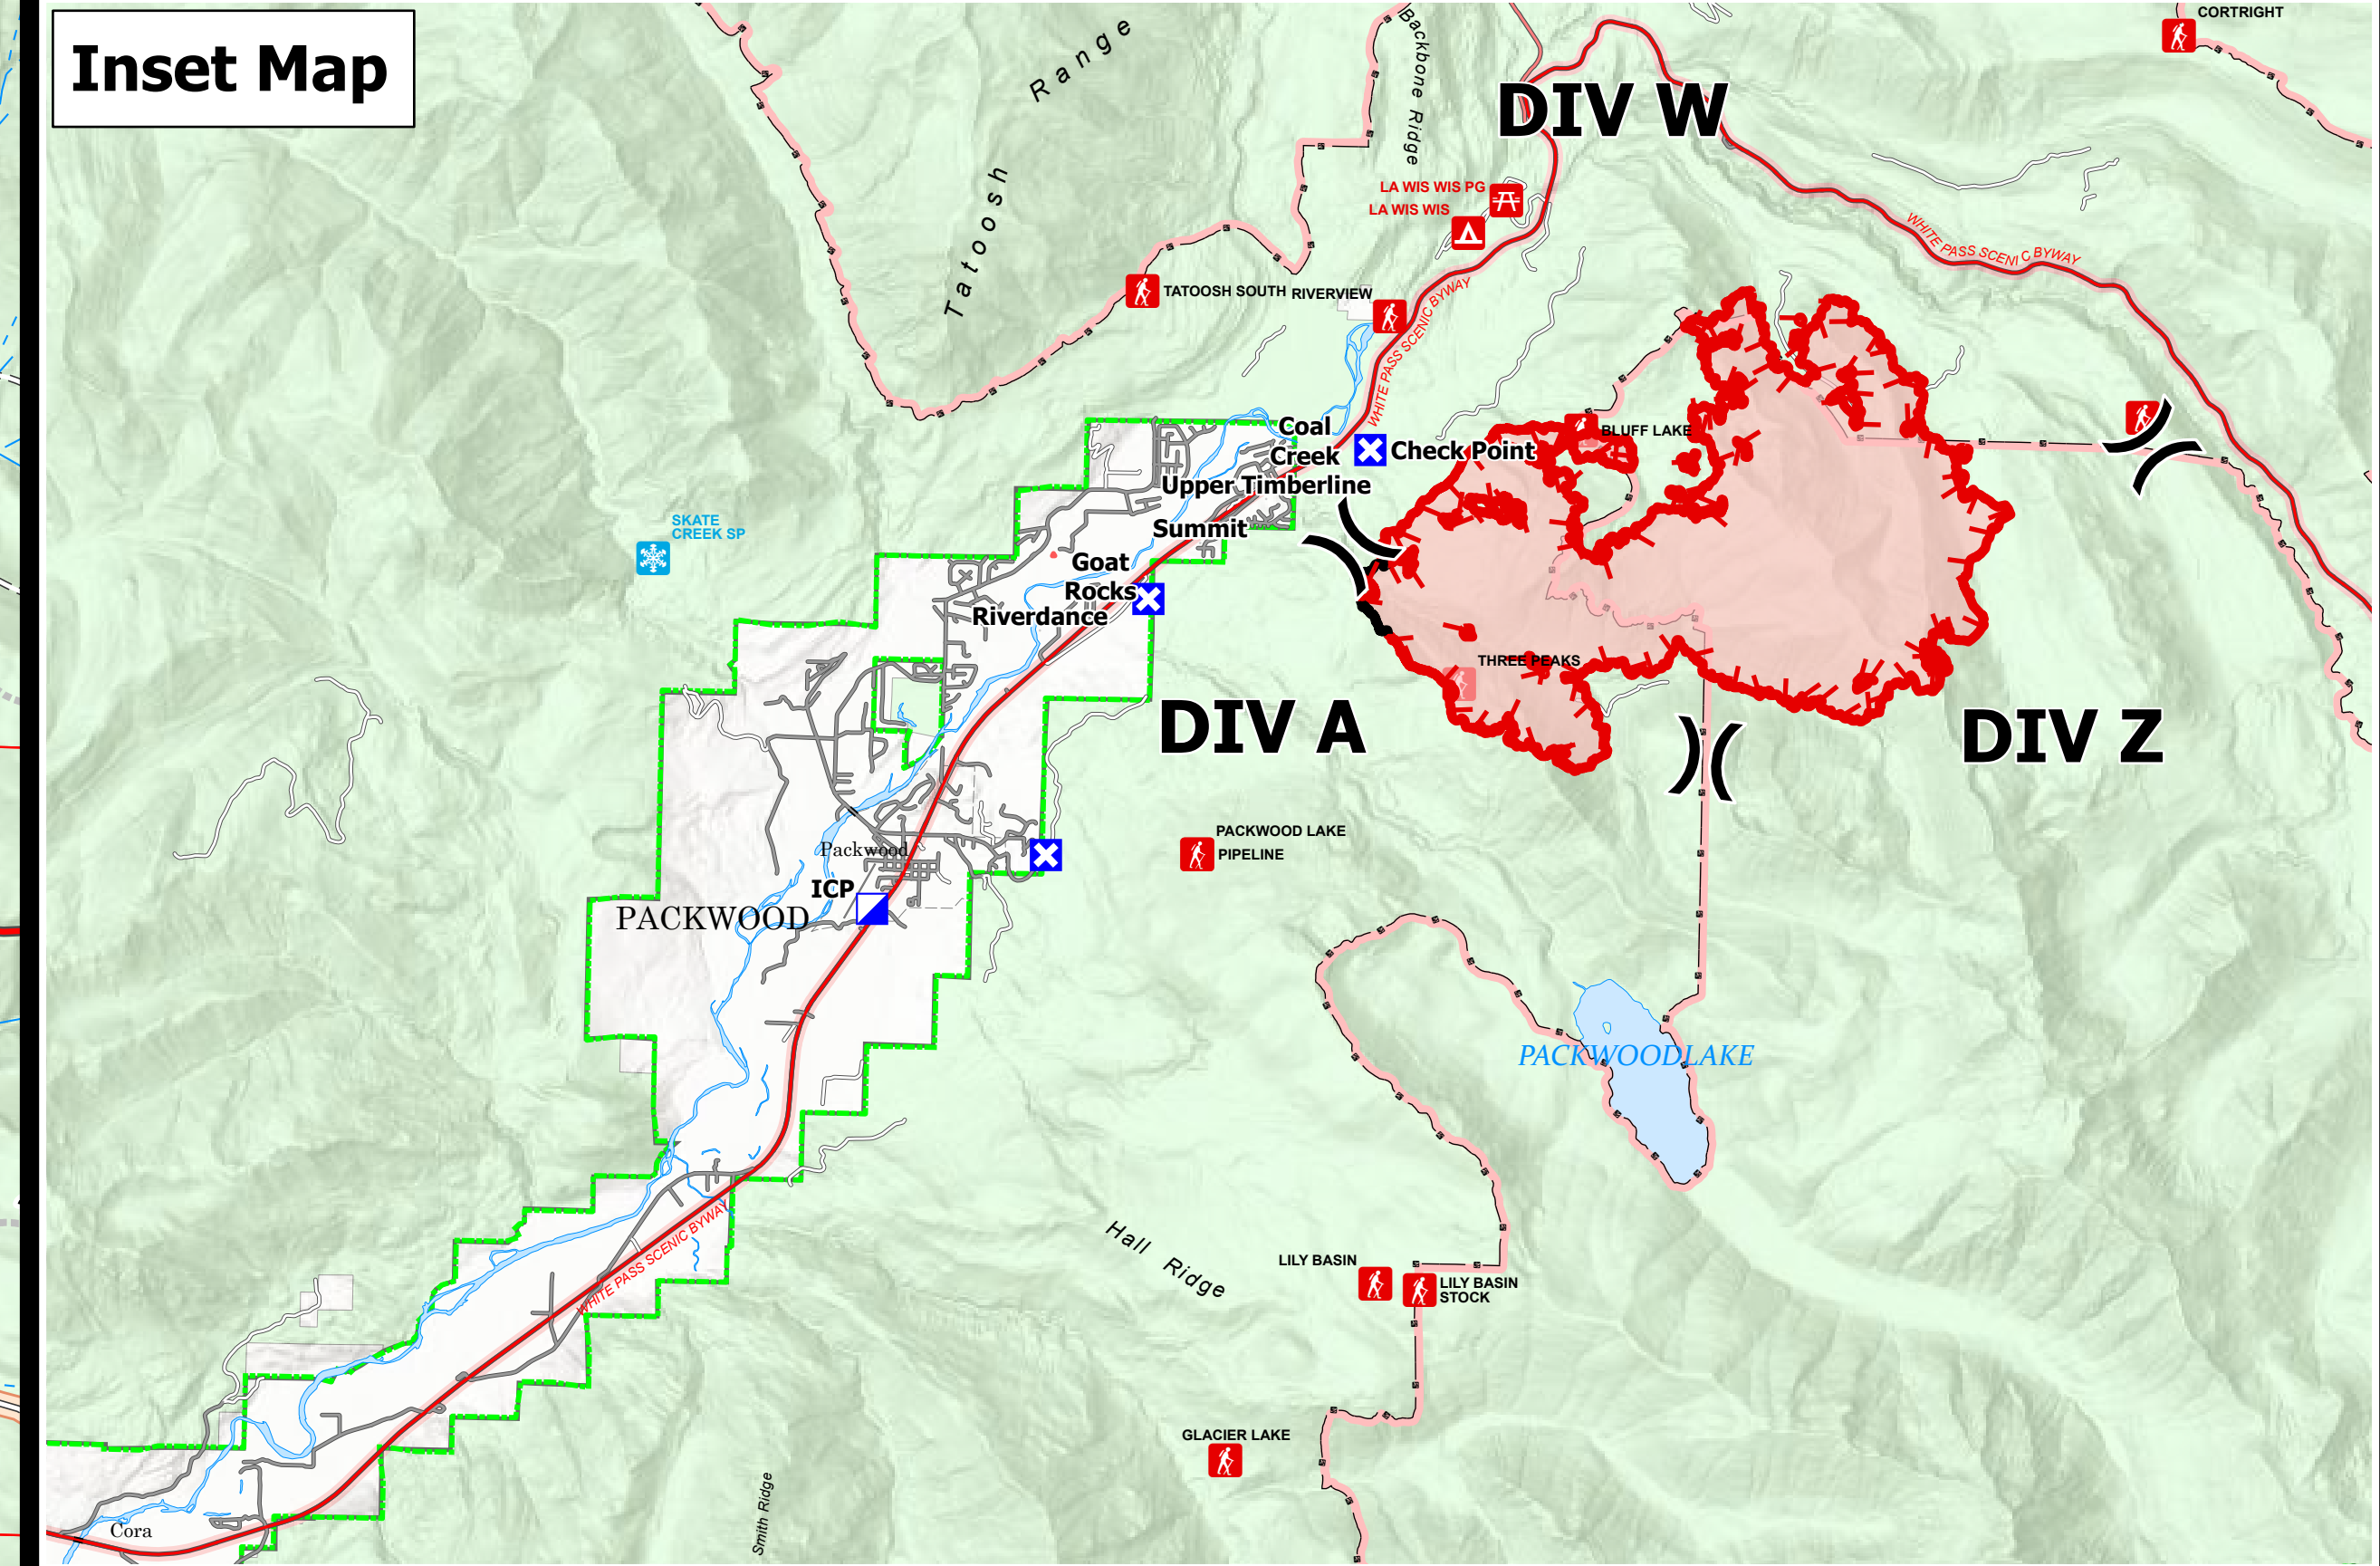 Inset Map
CORTRIGHT
Tatoosh Range
Backbone Ridge
DIV W
LA WIS WIS PG
LA WIS WIS
WHITE PASS SCENIC BYWAY
TATOOSH SOUTH
RIVERVIEW
WHITE PASS SCENIC BYWAY
Coal
Creek
Check Point
BLUFF LAKE
Upper Timberline
SKATE
CREEK SP
Summit
Goat
Rocks
Riverdance
THREE PEAKS
DIV A
DIV Z
PACKWOOD LAKE
PIPELINE
Packwood
ICP
PACKWOOD
PACKWOODLAKE
WHITE PASS SCENIC BYWAY
Hall Ridge
LILY BASIN
LILY BASIN
STOCK
GLACIER LAKE
Smith Ridge
Cora